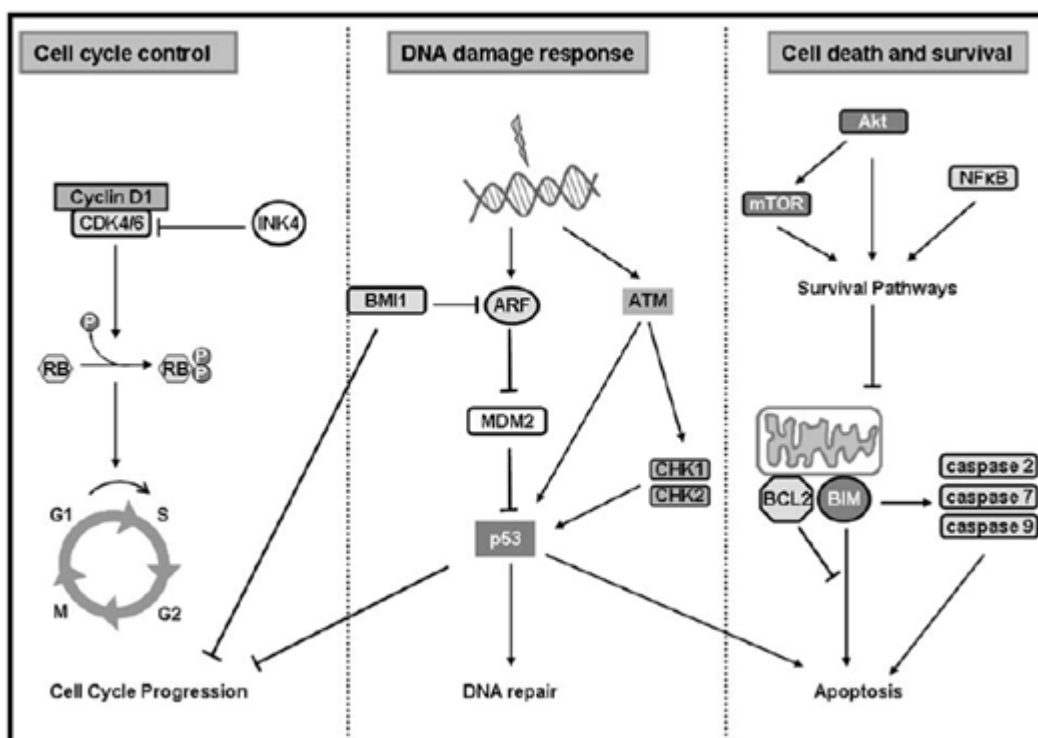 Cell cycle control
Cyclin D1
CDK4/6
INK4
P
RB
RB
P
P
G1
S
M
G2
Cell Cycle Progression
DNA damage response
BMI1
ARF
ATM
MDM2
CHK1
CHK2
p53
DNA repair
Cell death and survival
Akt
mTOR
NFκB
Survival Pathways
BCL2
BIM
caspase 2
caspase 7
caspase 9
Apoptosis